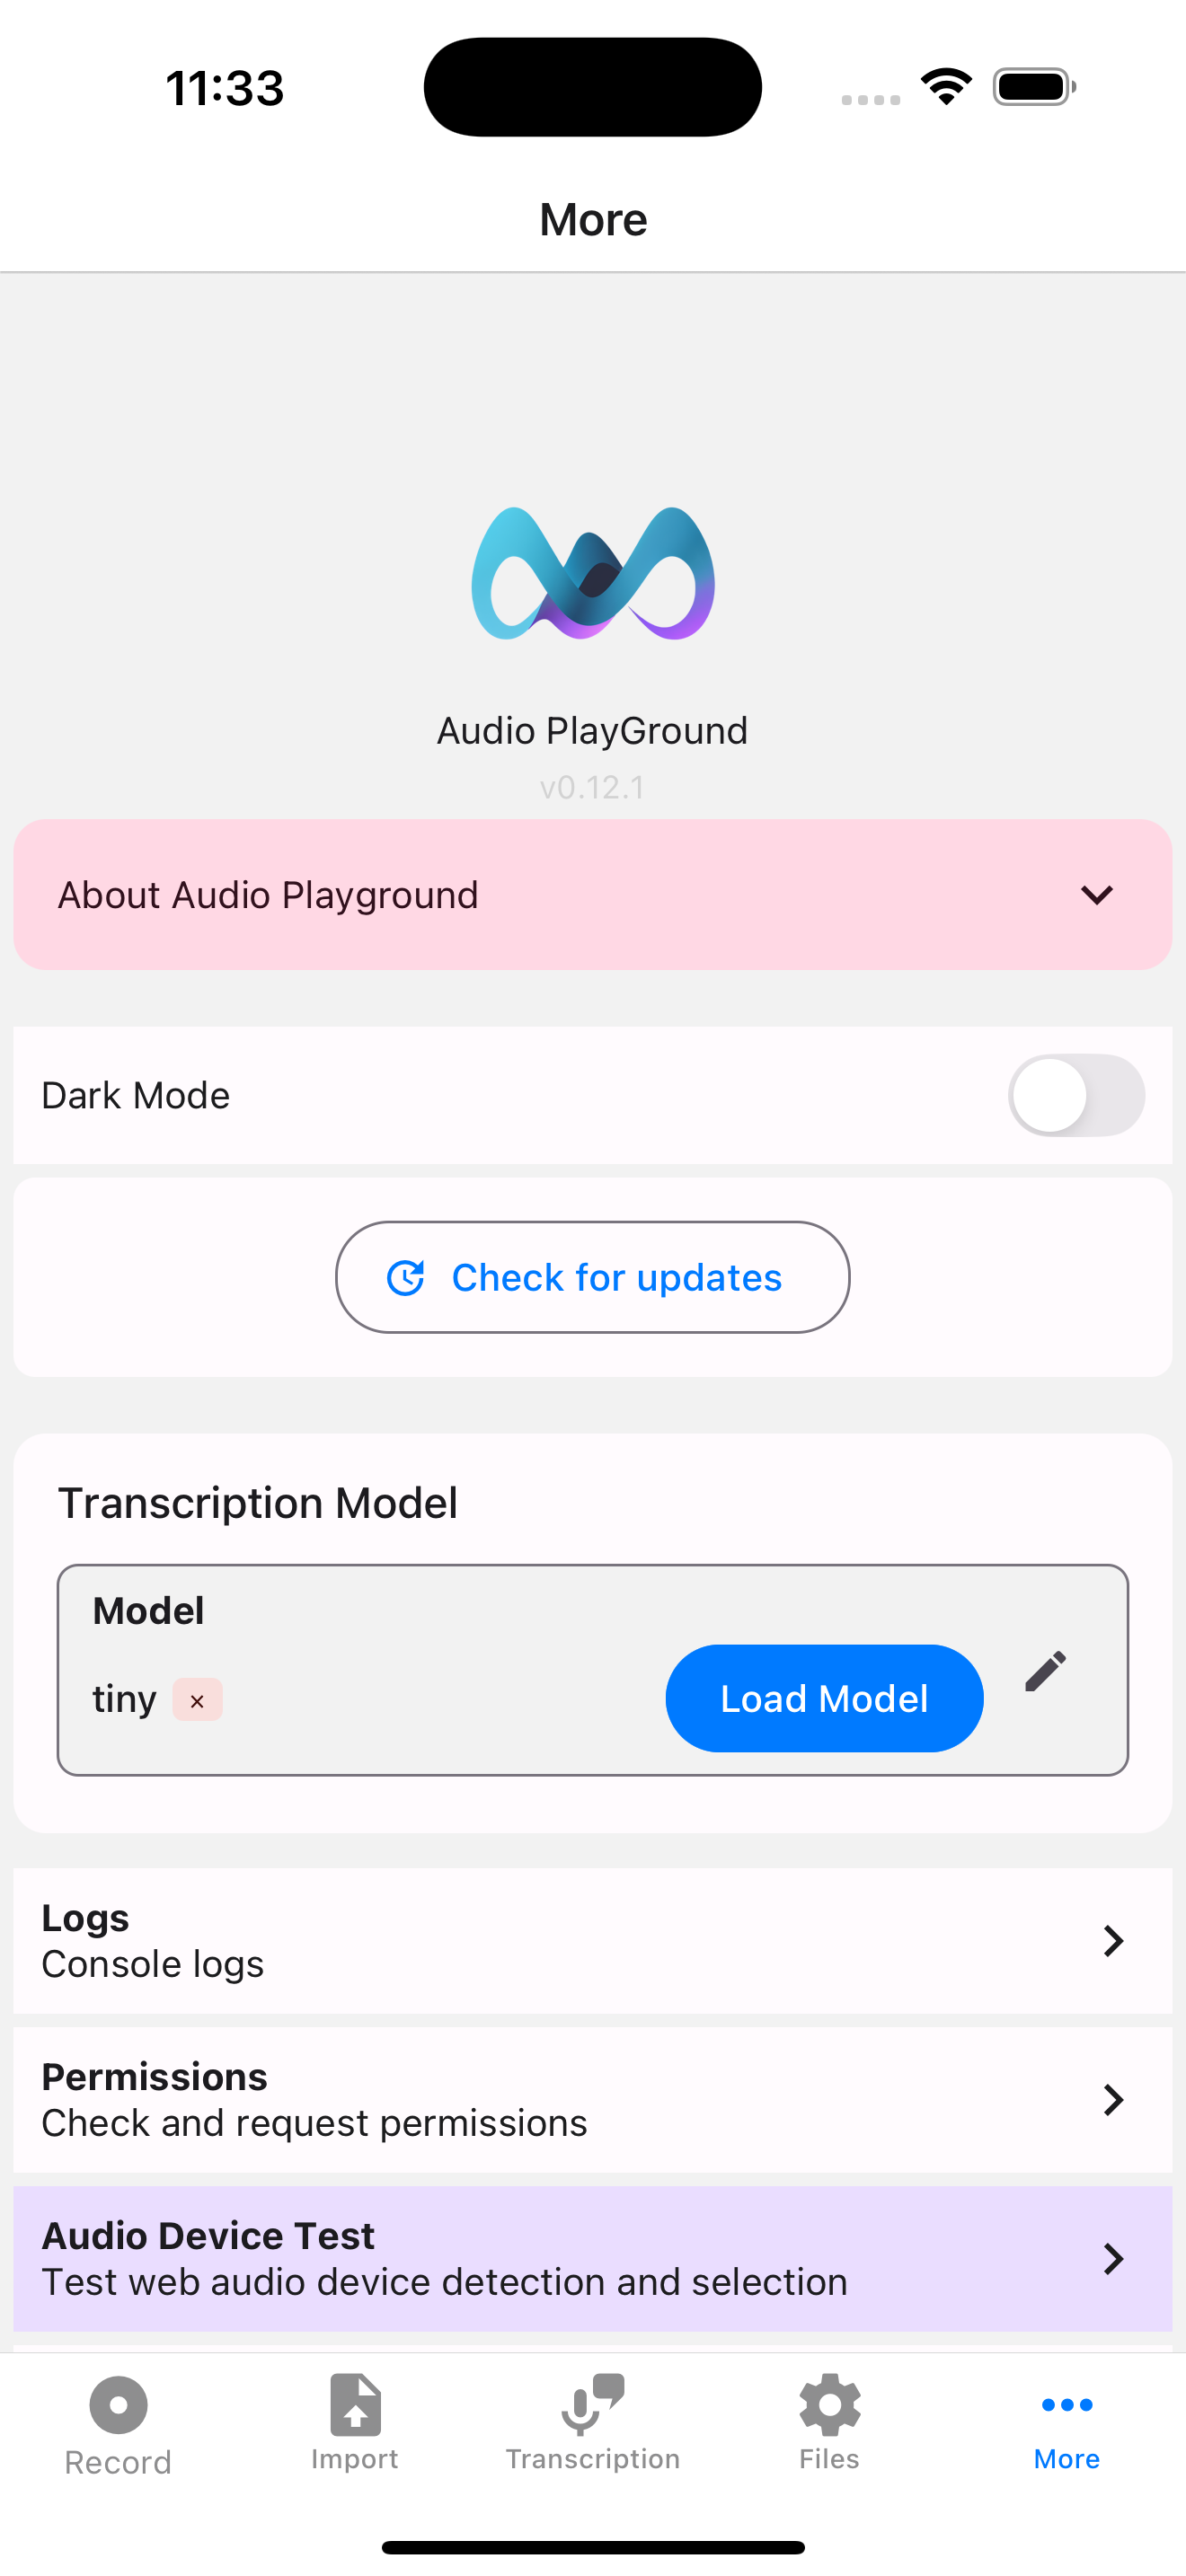 11:33
More
Audio PlayGround
v0.12.1
About Audio Playground
Dark Mode
Check for updates
Transcription Model
Model
tiny ×
Load Model
Logs
Console logs
Permissions
Check and request permissions
Audio Device Test
Test web audio device detection and selection
Record
Import
Transcription
Files
More